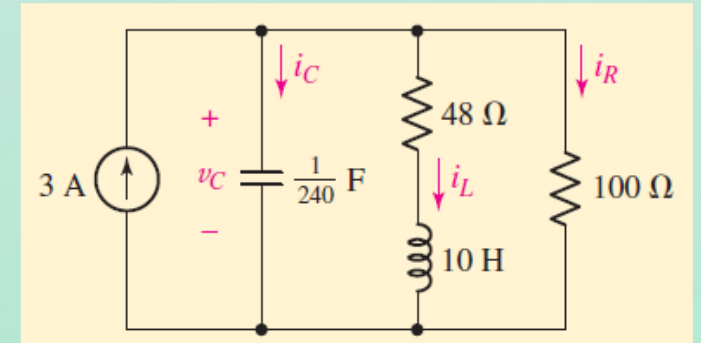 i_C
i_R
+
48 Ω
3 A
v_C
1/240 F
i_L
100 Ω
−
10 H